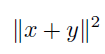 ‖x + y‖²